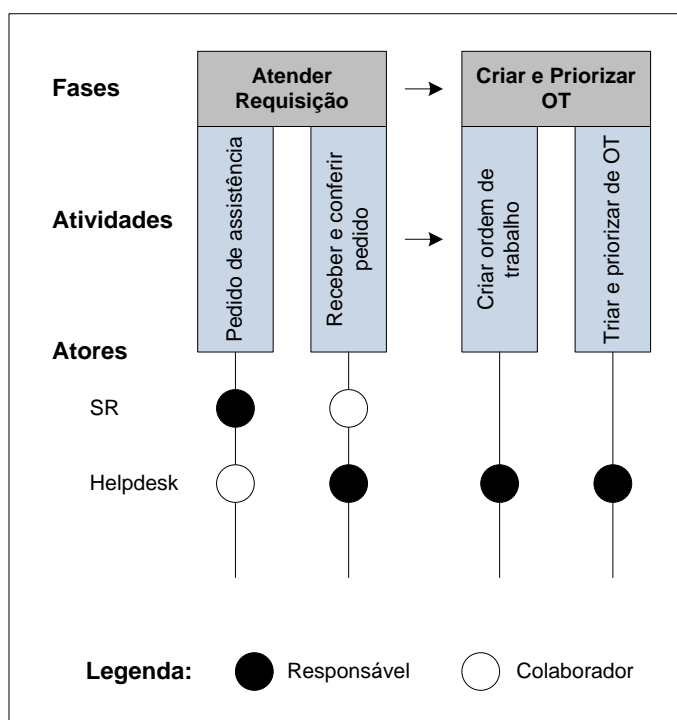 Fases
Atender
Requisição
Criar e Priorizar
OT
Atividades
Pedido de assistência
Receber e conferir
pedido
Criar ordem de
trabalho
Triar e priorizar de OT
Atores
SR
Helpdesk
Legenda:
Responsável
Colaborador